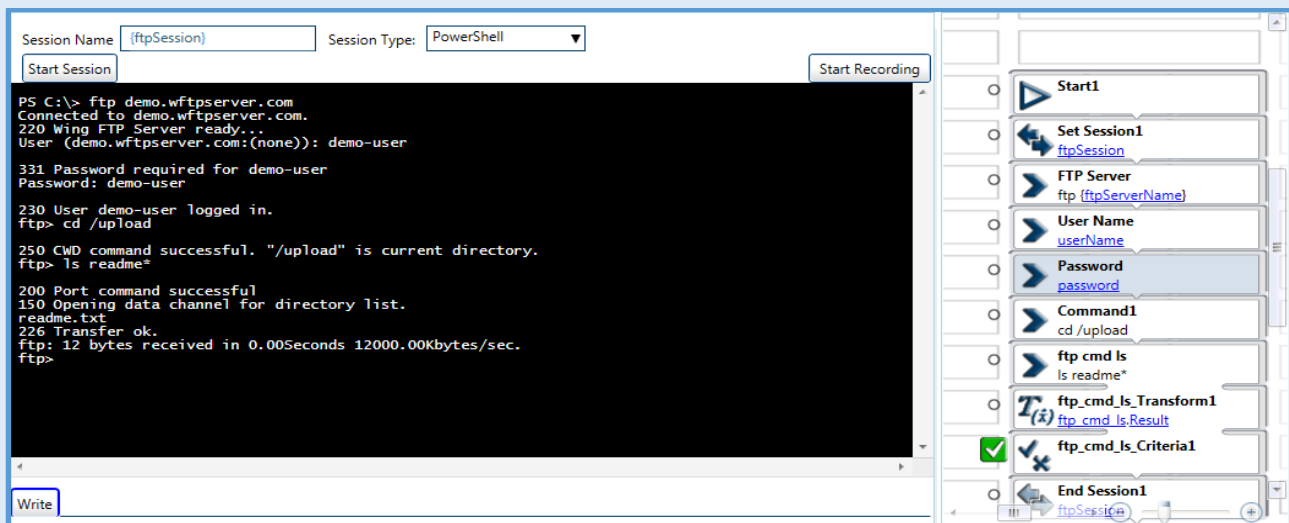 Session Name {ftpSession} Session Type: PowerShell
Start Session Start Recording
PS C:\> ftp demo.wftpserver.com
Connected to demo.wftpserver.com.
220 Wing FTP Server ready...
User (demo.wftpserver.com:(none)): demo-user
331 Password required for demo-user
Password: demo-user
230 User demo-user logged in.
ftp> cd /upload
250 CWD command successful. "/upload" is current directory.
ftp> ls readme*
200 Port command successful
150 Opening data channel for directory list.
readme.txt
226 Transfer ok.
ftp: 12 bytes received in 0.00Seconds 12000.00Kbytes/sec.
ftp>
Write
Start1
Set Session1
ftpSession
FTP Server
ftp {ftpServerName}
User Name
userName
Password
password
Command1
cd /upload
ftp cmd ls
ls readme*
ftp_cmd_ls_Transform1
ftp_cmd_ls.Result
ftp_cmd_ls_Criteria1
End Session1
ftpSession